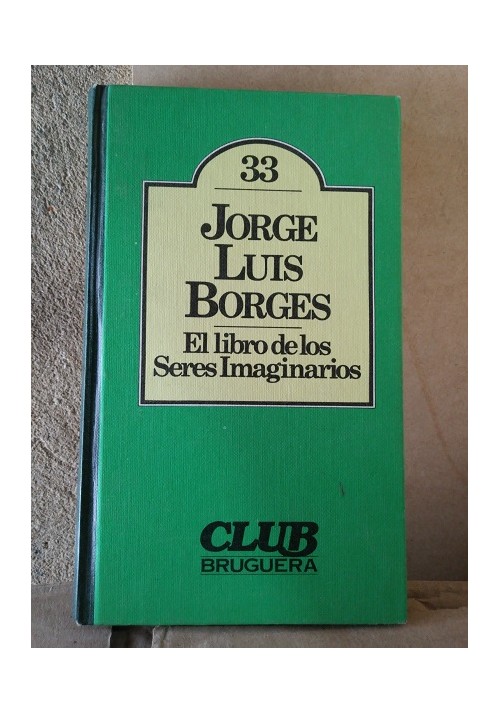 33
JORGE
LUIS
BORGES
El libro de los
Seres Imaginarios
CLUB
BRUGUERA